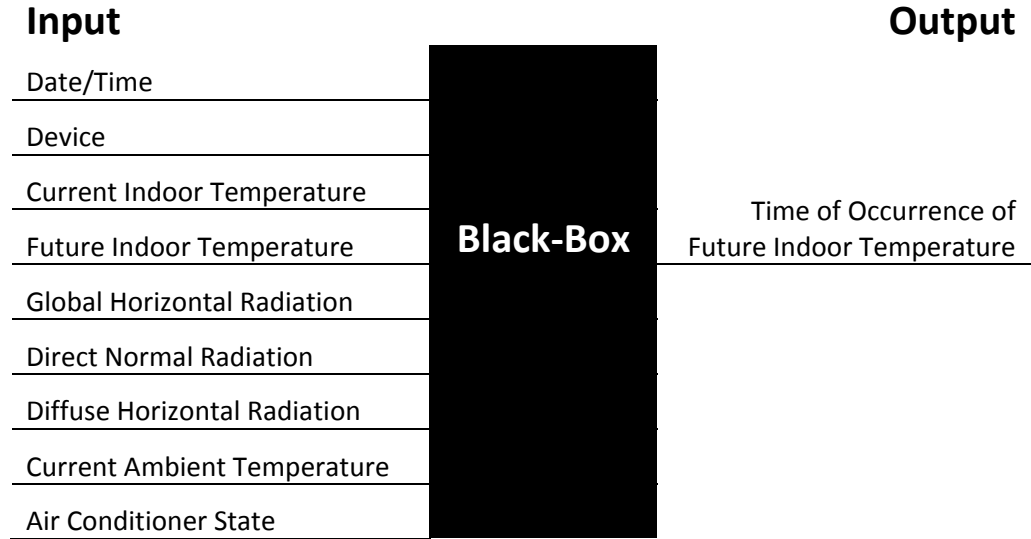 Input
Output
Date/Time
Device
Current Indoor Temperature
Future Indoor Temperature
Global Horizontal Radiation
Direct Normal Radiation
Diffuse Horizontal Radiation
Current Ambient Temperature
Air Conditioner State
Black-Box
Time of Occurrence of
Future Indoor Temperature